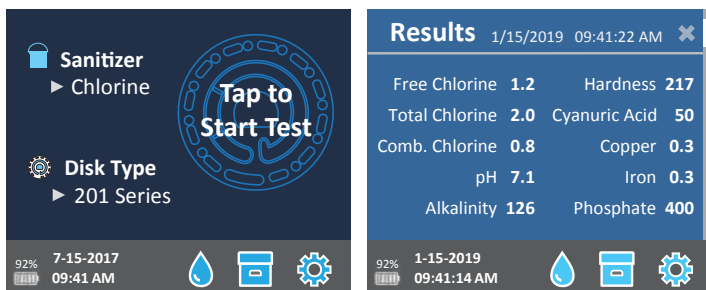 Sanitizer
► Chlorine
Tap to
Start Test
Disk Type
► 201 Series
92%
7-15-2017
09:41 AM
Results 1/15/2019 09:41:22 AM ✖
Free Chlorine 1.2 Hardness 217
Total Chlorine 2.0 Cyanuric Acid 50
Comb. Chlorine 0.8 Copper 0.3
pH 7.1 Iron 0.3
Alkalinity 126 Phosphate 400
92%
1-15-2019
09:41:14 AM